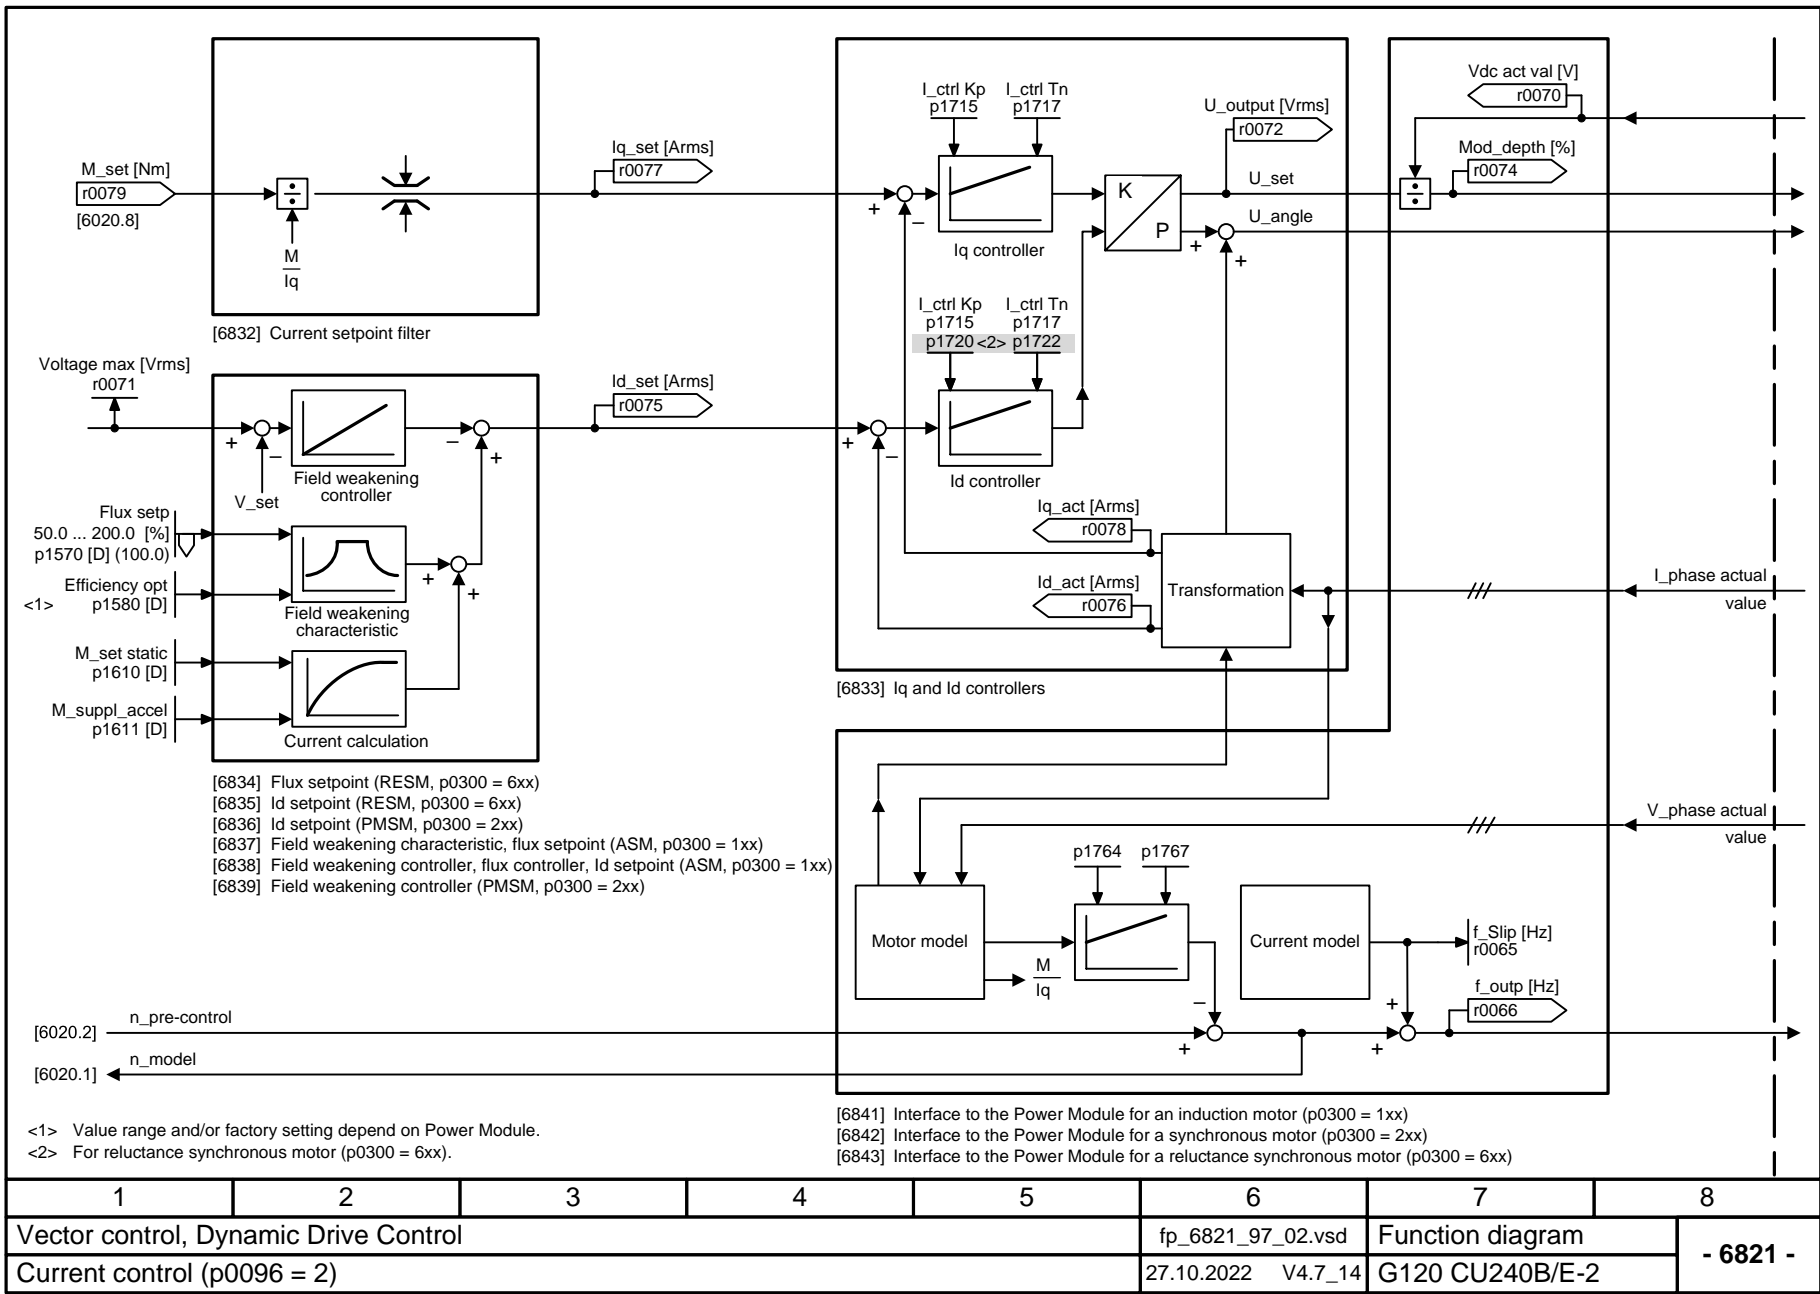 M_set [Nm]
r0079
[6020.8]
÷
M
Iq
[6832] Current setpoint filter
Iq_set [Arms]
r0077
I_ctrl Kp
p1715
I_ctrl Tn
p1717
+
−
Iq controller
K
P
U_output [Vrms]
r0072
U_set
U_angle
+
+
Vdc act val [V]
r0070
Mod_depth [%]
r0074
÷
I_ctrl Kp
p1715
p1720
<2>
I_ctrl Tn
p1717
p1722
+
−
Id controller
Voltage max [Vrms]
r0071
+
−
V_set
Field weakening
controller
−
+
Id_set [Arms]
r0075
Flux setp
50.0 ... 200.0 [%]
p1570 [D] (100.0)
Efficiency opt
<1> p1580 [D]
Field weakening
characteristic
+
+
M_set static
p1610 [D]
M_suppl_accel
p1611 [D]
Current calculation
Iq_act [Arms]
r0078
Id_act [Arms]
r0076
Transformation
I_phase actual
value
[6833] Iq and Id controllers
[6834] Flux setpoint (RESM, p0300 = 6xx)
[6835] Id setpoint (RESM, p0300 = 6xx)
[6836] Id setpoint (PMSM, p0300 = 2xx)
[6837] Field weakening characteristic, flux setpoint (ASM, p0300 = 1xx)
[6838] Field weakening controller, flux controller, Id setpoint (ASM, p0300 = 1xx)
[6839] Field weakening controller (PMSM, p0300 = 2xx)
V_phase actual
value
p1764
p1767
Motor model
M
Iq
Current model
f_Slip [Hz]
r0065
f_outp [Hz]
r0066
−
+
+
+
[6020.2]
n_pre-control
[6020.1]
n_model
<1> Value range and/or factory setting depend on Power Module.
<2> For reluctance synchronous motor (p0300 = 6xx).
[6841] Interface to the Power Module for an induction motor (p0300 = 1xx)
[6842] Interface to the Power Module for a synchronous motor (p0300 = 2xx)
[6843] Interface to the Power Module for a reluctance synchronous motor (p0300 = 6xx)
1 2 3 4 5 6 7 8
Vector control, Dynamic Drive Control
fp_6821_97_02.vsd
Function diagram
- 6821 -
Current control (p0096 = 2)
27.10.2022 V4.7_14
G120 CU240B/E-2